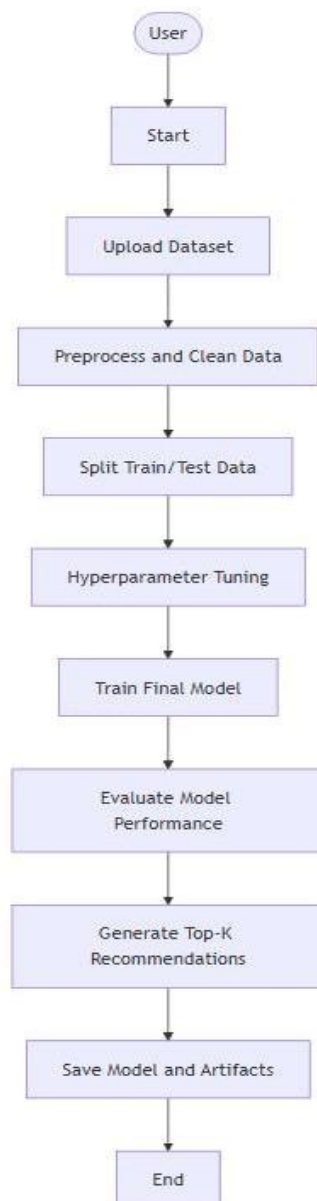 User
Start
Upload Dataset
Preprocess and Clean Data
Split Train/Test Data
Hyperparameter Tuning
Train Final Model
Evaluate Model
Performance
Generate Top-K
Recommendations
Save Model and Artifacts
End